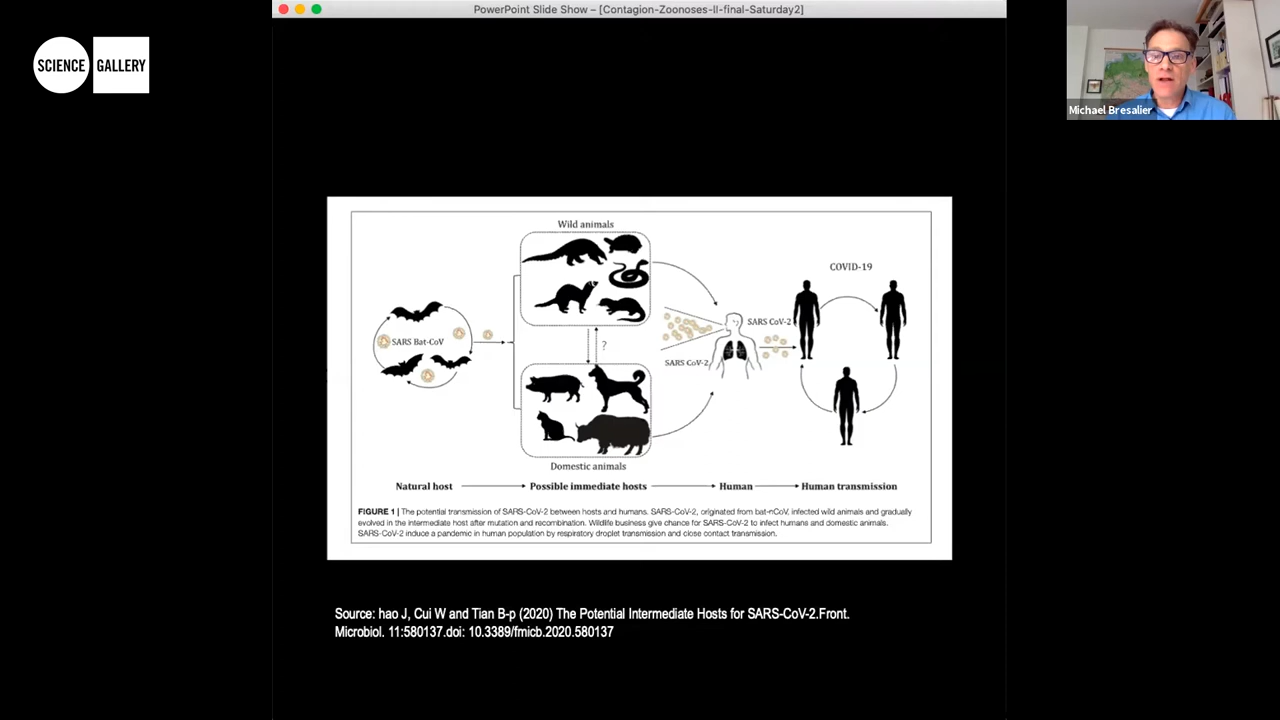 PowerPoint Slide Show – [Contagion-Zoonoses-II-final-Saturday2]
SCIENCE GALLERY
Michael Bresalier
Wild animals
COVID-19
SARS Bat-CoV
SARS CoV-2
?
SARS CoV-2
Domestic animals
Natural host
Possible immediate hosts
Human
Human transmission
FIGURE 1 | The potential transmission of SARS-CoV-2 between hosts and humans. SARS-CoV-2, originated from bat-nCoV, infected wild animals and gradually
evolved in the intermediate host after mutation and recombination. Wildlife business give chance for SARS-CoV-2 to infect humans and domestic animals.
SARS-CoV-2 induce a pandemic in human population by respiratory droplet transmission and close contact transmission.
Source: hao J, Cui W and Tian B-p (2020) The Potential Intermediate Hosts for SARS-CoV-2.Front.
Microbiol. 11:580137.doi: 10.3389/fmicb.2020.580137